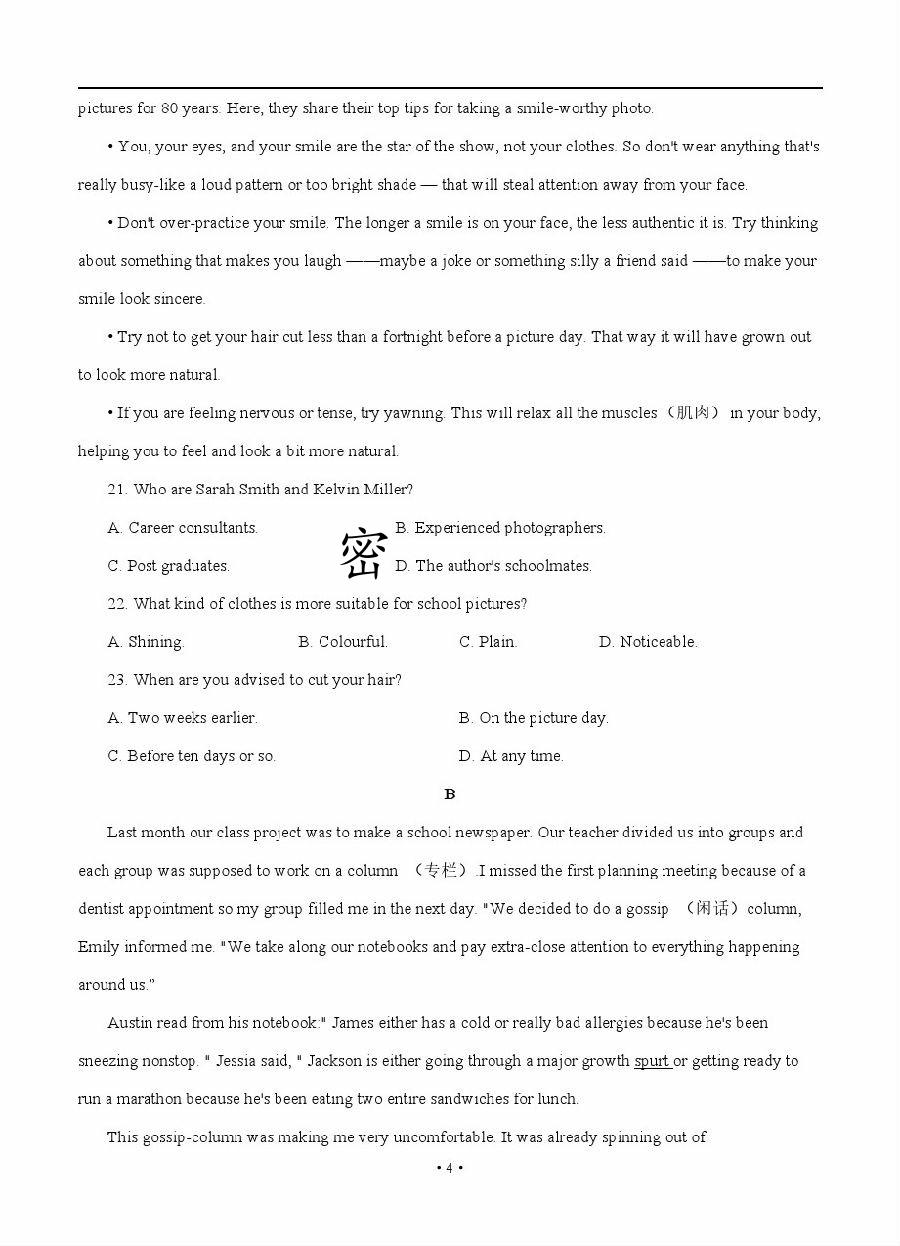 pictures for 80 years. Here, they share their top tips for taking a smile-worthy photo.
• You, your eyes, and your smile are the star of the show, not your clothes. So don't wear anything that's
really busy-like a loud pattern or too bright shade — that will steal attention away from your face.
• Don't over-practice your smile. The longer a smile is on your face, the less authentic it is. Try thinking
about something that makes you laugh ——maybe a joke or something silly a friend said ——to make your
smile look sincere.
• Try not to get your hair cut less than a fortnight before a picture day. That way it will have grown out
to look more natural.
• If you are feeling nervous or tense, try yawning. This will relax all the muscles（肌肉） in your body,
helping you to feel and look a bit more natural.
21. Who are Sarah Smith and Kelvin Miller?
A. Career consultants. B. Experienced photographers.
密
C. Post graduates. D. The author's schoolmates.
22. What kind of clothes is more suitable for school pictures?
A. Shining. B. Colourful. C. Plain. D. Noticeable.
23. When are you advised to cut your hair?
A. Two weeks earlier. B. On the picture day.
C. Before ten days or so. D. At any time.
B
Last month our class project was to make a school newspaper. Our teacher divided us into groups and
each group was supposed to work on a column （专栏）.I missed the first planning meeting because of a
dentist appointment so my group filled me in the next day. "We decided to do a gossip （闲话）column,
Emily informed me. "We take along our notebooks and pay extra-close attention to everything happening
around us.”
Austin read from his notebook:" James either has a cold or really bad allergies because he's been
sneezing nonstop. " Jessia said, " Jackson is either going through a major growth spurt or getting ready to
run a marathon because he's been eating two entire sandwiches for lunch.
This gossip-column was making me very uncomfortable. It was already spinning out of
• 4 •